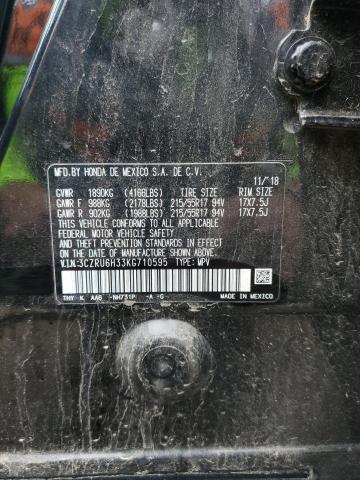 MFD.BY HONDA DE MEXICO S.A. DE C.V.
11/'18
GVWR 1890KG (4166LBS) TIRE SIZE RIM SIZE
GAWR F 988KG (2178LBS) 215/55R17 94V 17X7.5J
GAWR R 902KG (1988LBS) 215/55R17 94V 17X7.5J
THIS VEHICLE CONFORMS TO ALL APPLICABLE
FEDERAL MOTOR VEHICLE SAFETY AND
THEFT PREVENTION STANDARDS IN EFFECT ON
THE DATE OF MANUFACTURE SHOWN ABOVE.
V.I.N:3CZRU6H33KG710595 TYPE: MPV
THY K AA6 -NH731P -A -G- MADE IN MEXICO